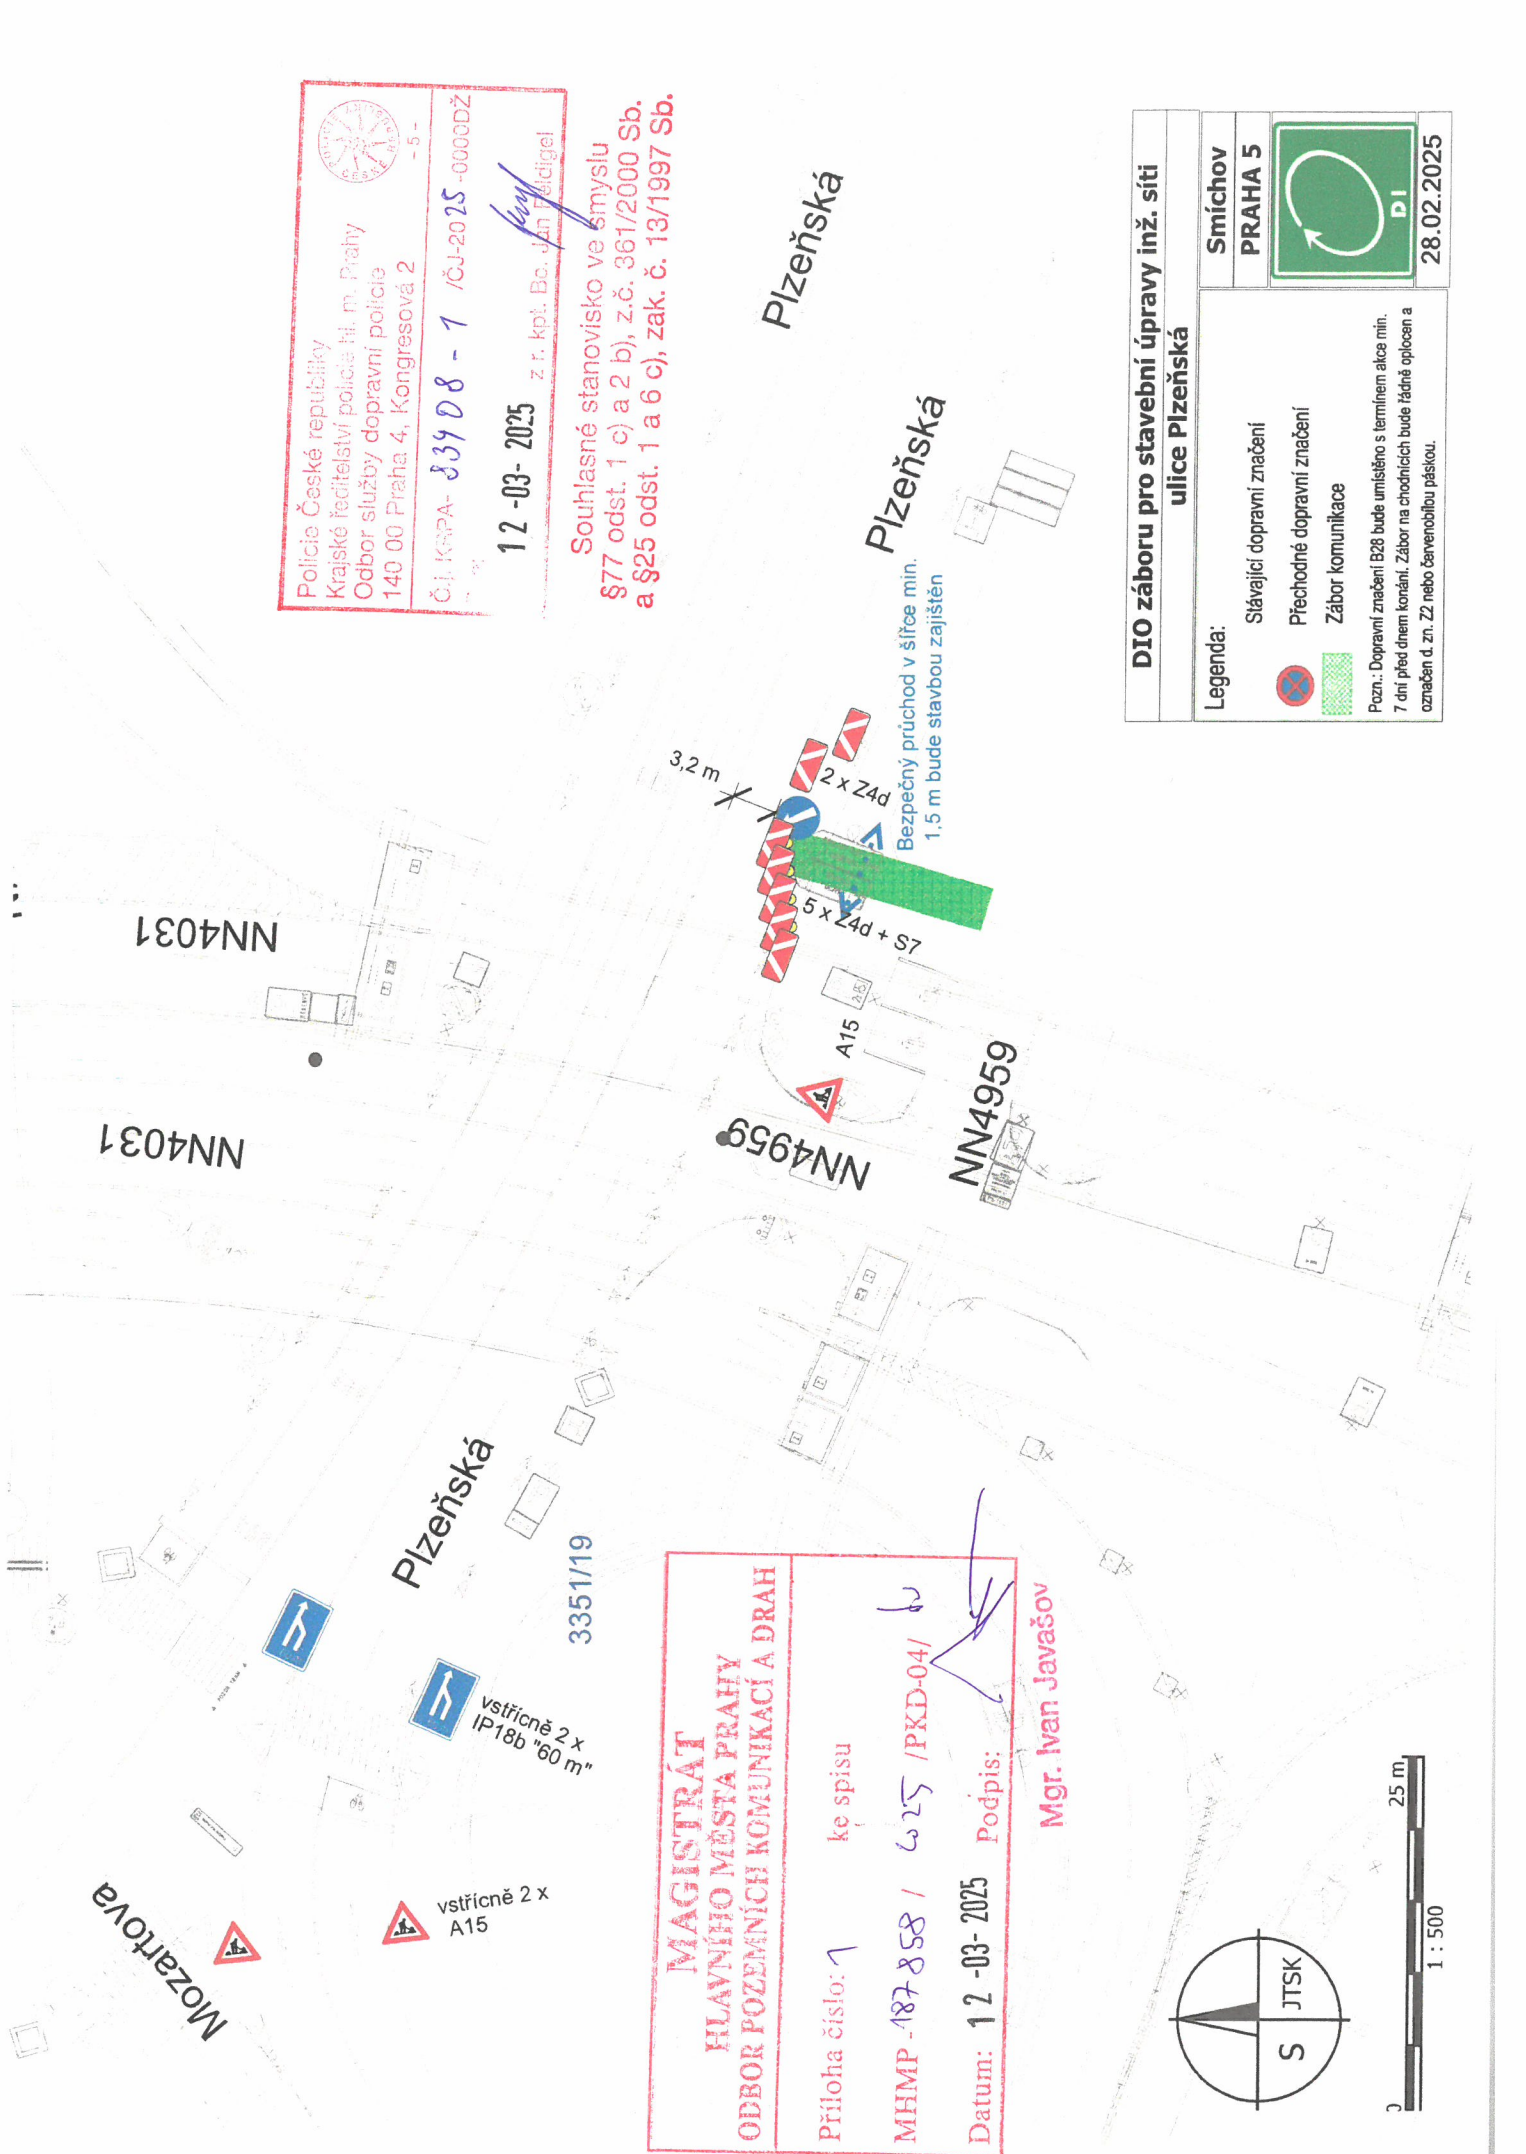 Policie České republiky
Krajské ředitelství policie hl. m. Prahy
Odbor služby dopravní policie
140 00 Praha 4, Kongresová 2
- 5 -
Č.j. KRPA- 83408 - 1 /ČJ-2025-0000DŽ
12 -03- 2025
z r. kpt. Bc. Jan Feldigel
Souhlasné stanovisko ve smyslu
§77 odst. 1 c) a 2 b), z.č. 361/2000 Sb.
a §25 odst. 1 a 6 c), zák. č. 13/1997 Sb.
Plzeňská
Plzeňská
NN4031
NN4031
3,2 m
2 x Z4d
5 x Z4d + S7
Bezpečný průchod v šířce min.
1,5 m bude stavbou zajištěn
A15
NN4959
NN4959
Plzeňská
3351/19
vstřícně 2 x
IP18b "60 m"
Mozartova
vstřícně 2 x
A15
MAGISTRÁT
HLAVNÍHO MĚSTA PRAHY
ODBOR POZEMNÍCH KOMUNIKACÍ A DRAH
Příloha číslo: 1 ke spisu
MHMP - 187858 / 2025 /PKD-04/
Datum: 12 -03- 2025 Podpis:
Mgr. Ivan Javašov
S JTSK
0 25 m
1 : 500
DIO záboru pro stavební úpravy inž. síti
ulice Plzeňská
Legenda:
Stávající dopravní značení
Přechodné dopravní značení
Zábor komunikace
Pozn.: Dopravní značení B28 bude umístěno s termínem akce min.
7 dní před dnem konání. Zábor na chodnících bude řádně oplocen a
označen d. zn. Z2 nebo červenobílou páskou.
Smíchov
PRAHA 5
DI
28.02.2025